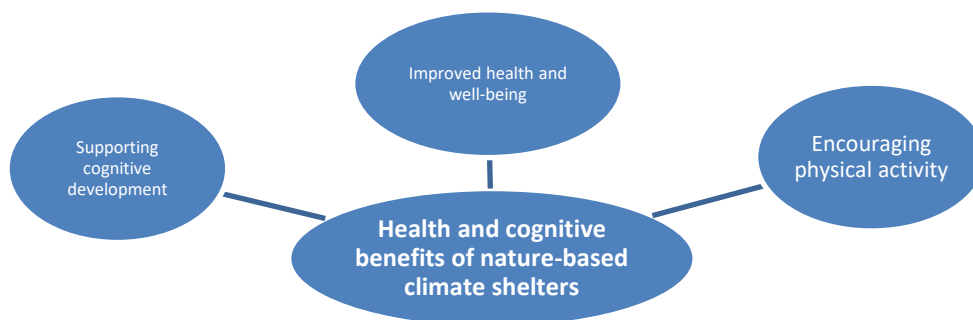 Improved health and
well-being
Supporting
cognitive
development
Encouraging
physical activity
Health and cognitive
benefits of nature-based
climate shelters